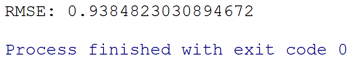 RMSE: 0.9384823030894672
Process finished with exit code 0